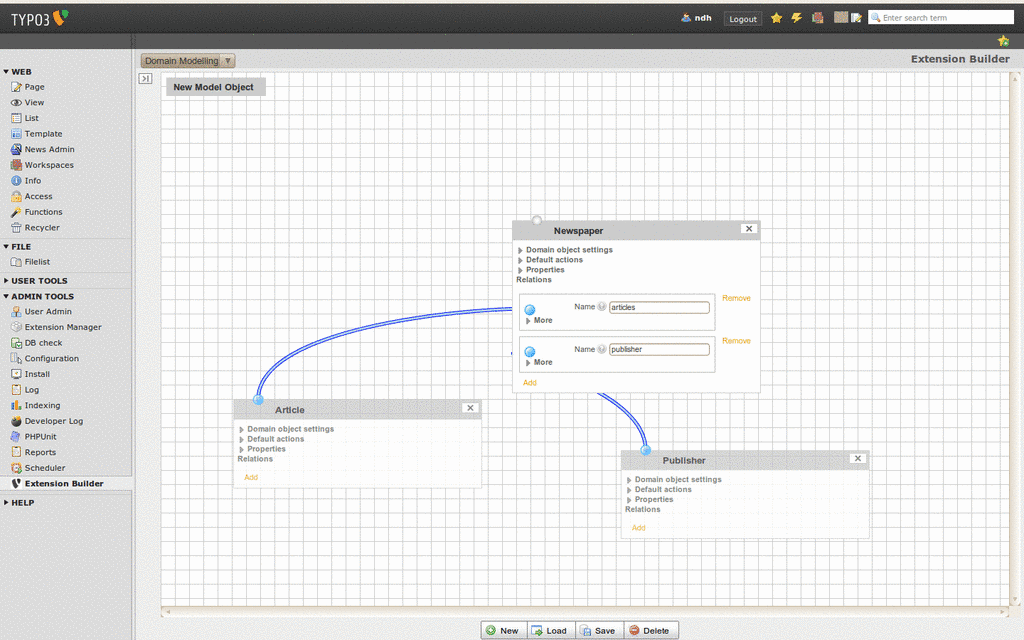 TYPO3
ndh
Logout
Enter search term
Domain Modelling
Extension Builder
WEB
Page
View
List
Template
News Admin
Workspaces
Info
Access
Functions
Recycler
FILE
Filelist
USER TOOLS
ADMIN TOOLS
User Admin
Extension Manager
DB check
Configuration
Install
Log
Indexing
Developer Log
PHPUnit
Reports
Scheduler
Extension Builder
HELP
New Model Object
Newspaper
Domain object settings
Default actions
Properties
Relations
Name articles
Remove
More
Name publisher
Remove
More
Add
Article
Domain object settings
Default actions
Properties
Relations
Add
Publisher
Domain object settings
Default actions
Properties
Relations
Add
New Load Save Delete